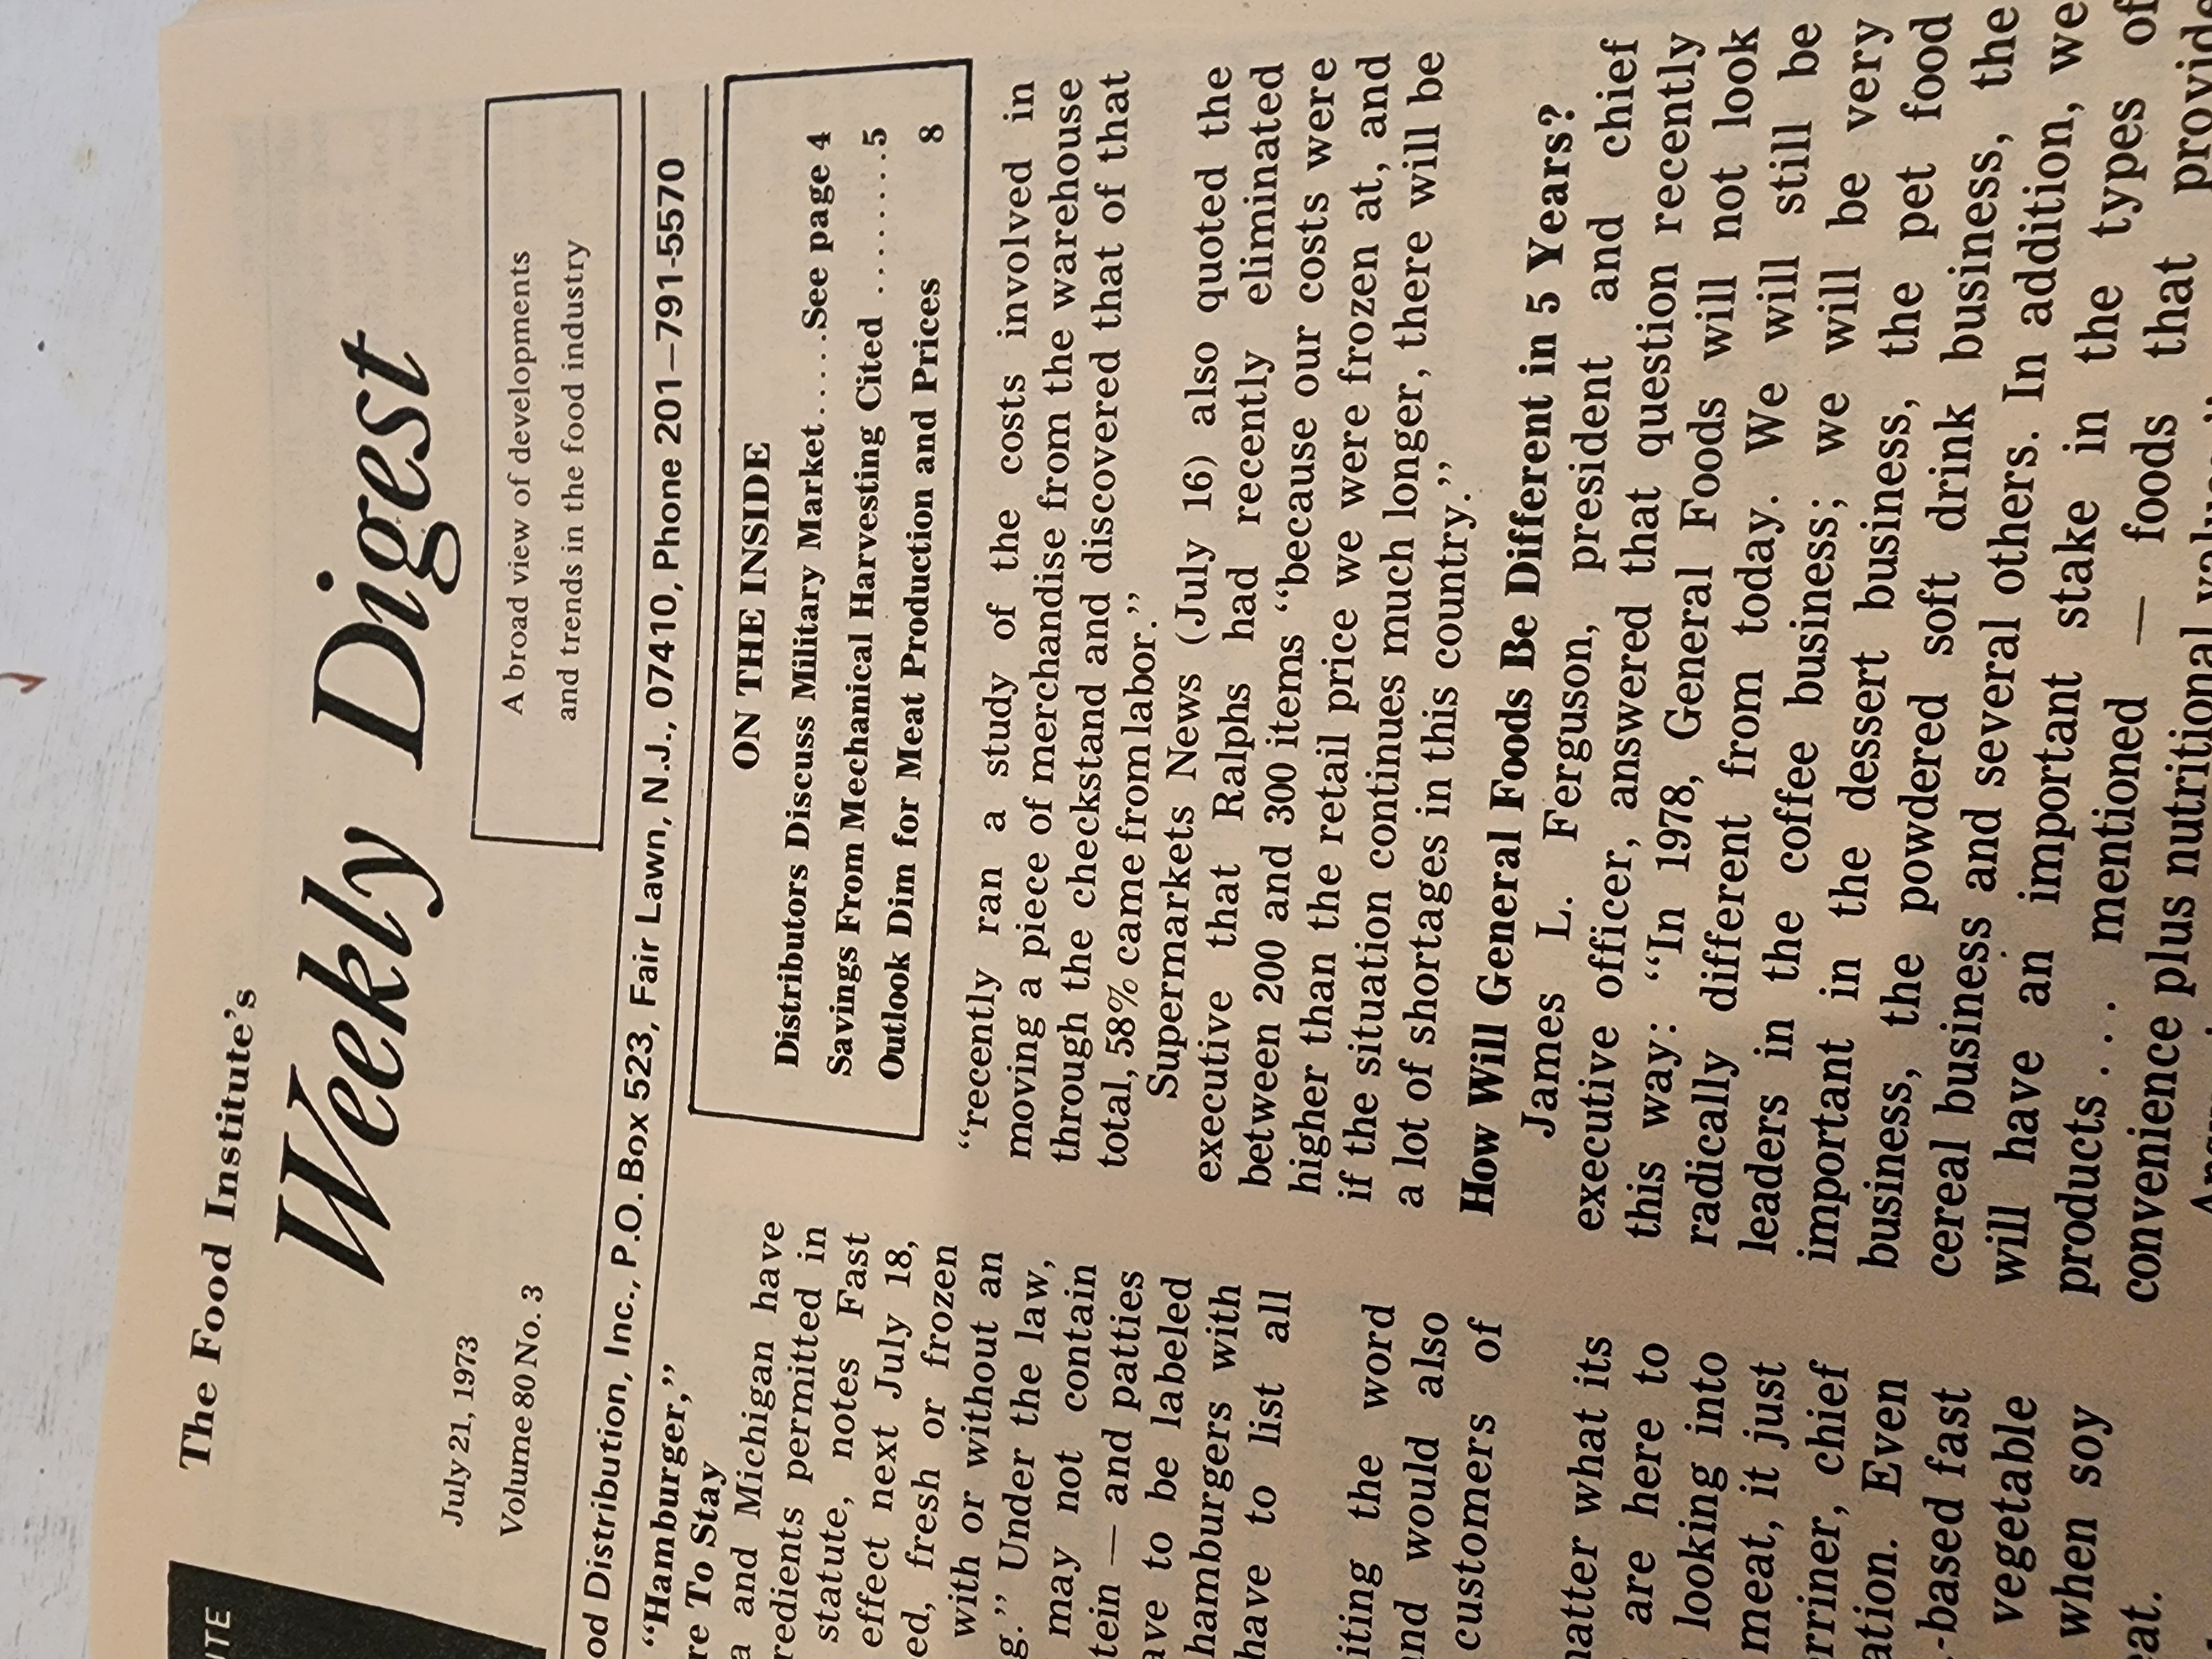 The Food Institute's
Weekly Digest
July 21, 1973
Volume 80 No. 3
A broad view of developments
and trends in the food industry
Distribution, Inc., P.O. Box 523, Fair Lawn, N.J., 07410, Phone 201—791-5570
“Hamburger,”
To Stay
and Michigan have
permitted in
statute, notes Fast
effect next July 18,
fresh or frozen
with or without an
Under the law,
may not contain
— and patties
to be labeled
hamburgers with
have to list all
the word
would also
customers of
what its
are here to
looking into
meat, it just
chief
Even
-based fast
vegetable
when soy
ON THE INSIDE
Distributors Discuss Military Market.....See page 4
Savings From Mechanical Harvesting Cited ........5
Outlook Dim for Meat Production and Prices 8
“recently ran a study of the costs involved in
moving a piece of merchandise from the warehouse
through the checkstand and discovered that of that
total, 58% came from labor.”
Supermarkets News (July 16) also quoted the
executive that Ralphs had recently eliminated
between 200 and 300 items “because our costs were
higher than the retail price we were frozen at, and
if the situation continues much longer, there will be
a lot of shortages in this country.”
How Will General Foods Be Different in 5 Years?
James L. Ferguson, president and chief
executive officer, answered that question recently
this way: “In 1978, General Foods will not look
radically different from today. We will still be
leaders in the coffee business; we will be very
important in the dessert business, the pet food
business, the powdered soft drink business, the
cereal business and several others. In addition, we
will have an important stake in the types of
products . . . mentioned — foods that provide
convenience plus nutritional